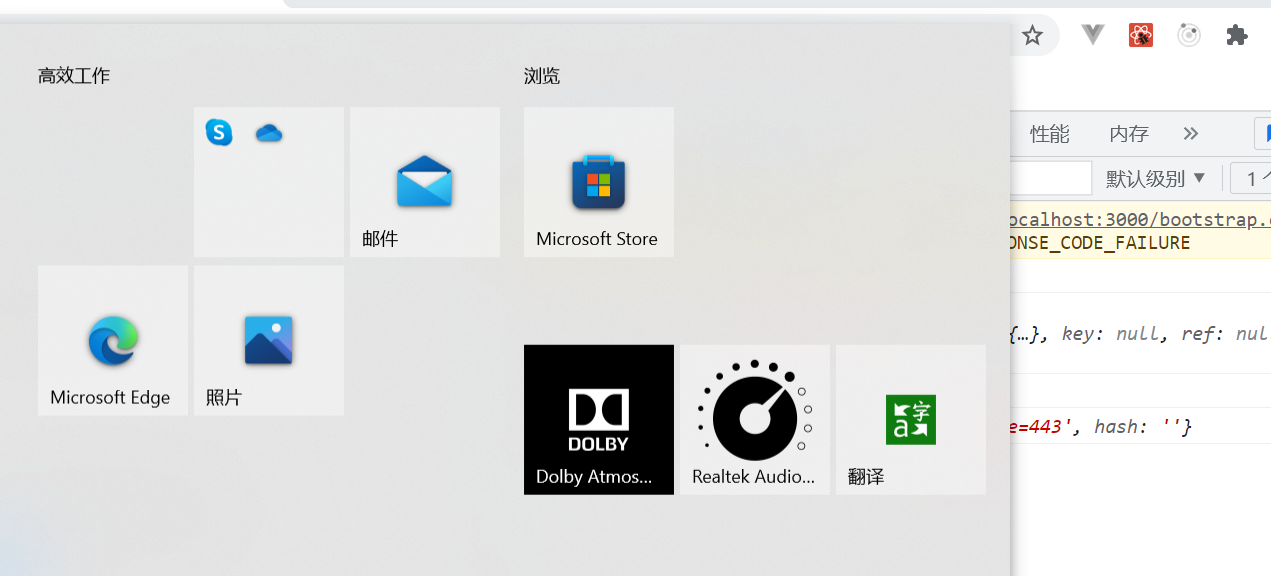 高效工作
浏览
S
邮件
Microsoft Store
Microsoft Edge
照片
DOLBY
Dolby Atmos...
Realtek Audio...
字
a
翻译
性能
内存
默认级别
1 个
ocalhost:3000/bootstrap.
ONSE_CODE_FAILURE
{…}, key: null, ref: nul
e=443', hash: ''}